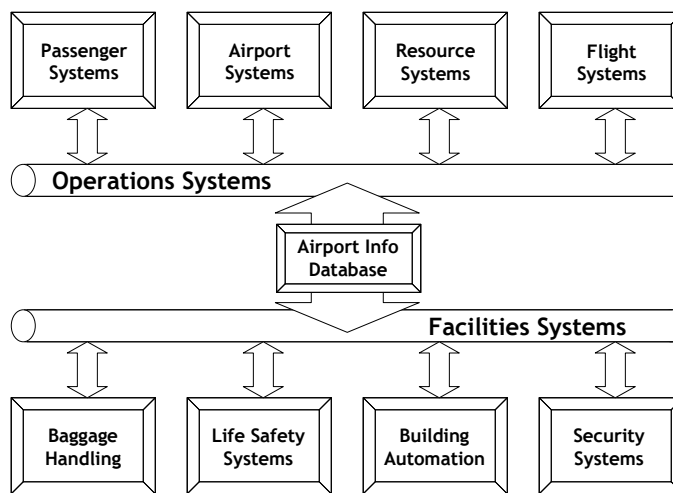 Passenger
Systems
Airport
Systems
Resource
Systems
Flight
Systems
Operations Systems
Airport Info
Database
Facilities Systems
Baggage
Handling
Life Safety
Systems
Building
Automation
Security
Systems